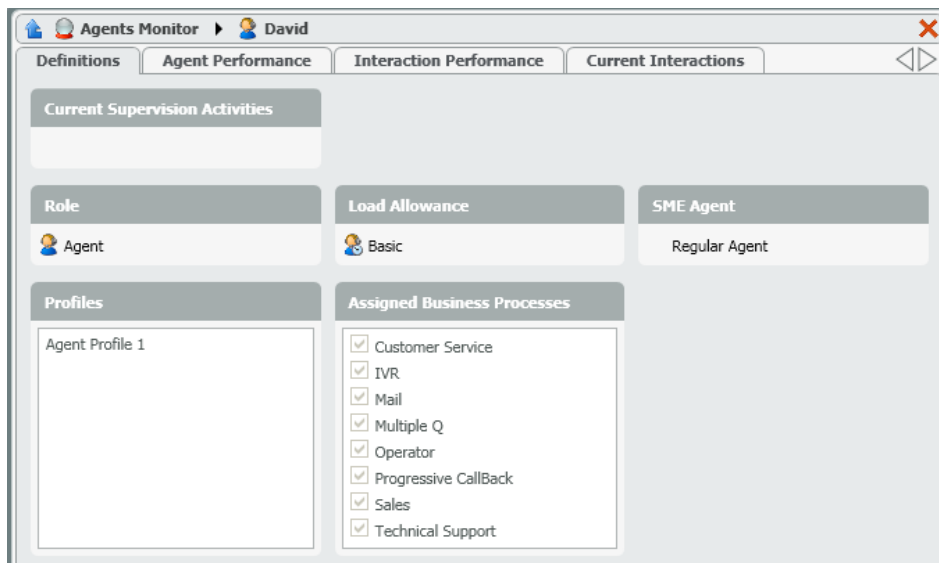 Agents Monitor David
Definitions Agent Performance Interaction Performance Current Interactions
Current Supervision Activities
Role Load Allowance SME Agent
Agent Basic Regular Agent
Profiles Assigned Business Processes
Agent Profile 1
Customer Service
IVR
Mail
Multiple Q
Operator
Progressive CallBack
Sales
Technical Support